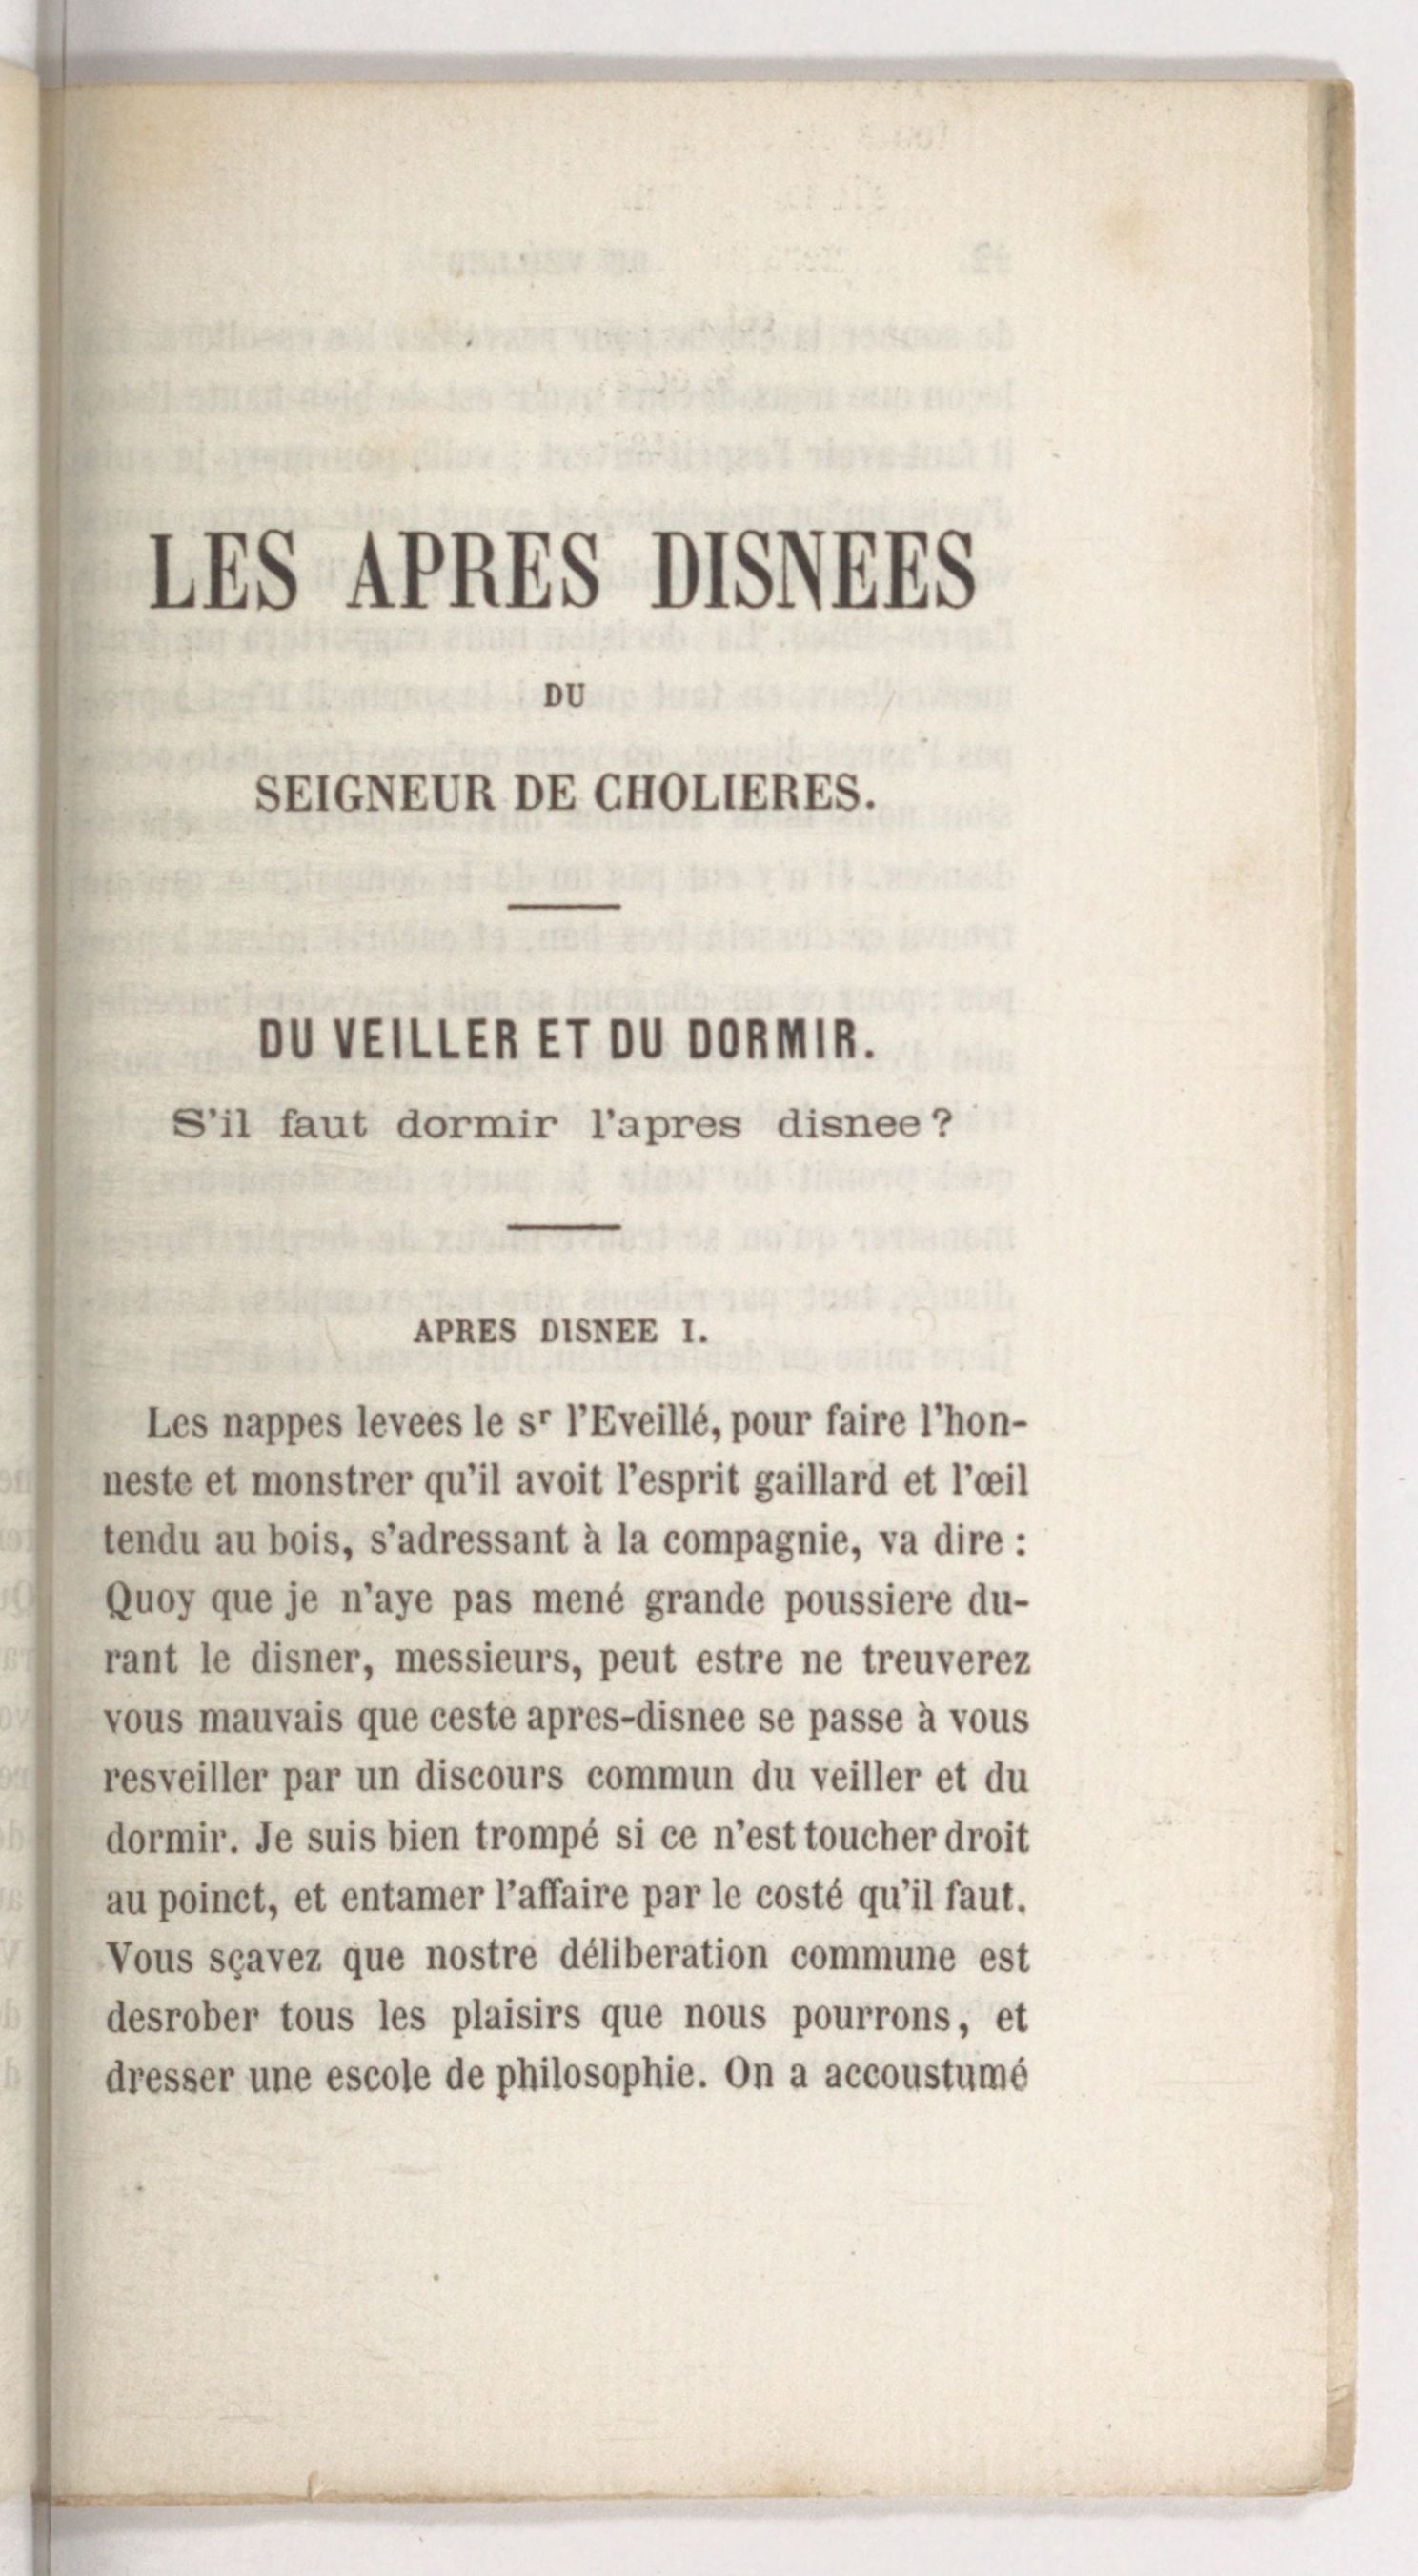 LES APRES DISNEES
DU
SEIGNEUR DE CHOLIERES.
DU VEILLER ET DU DORMIR.
S'il faut dormir l'apres disnee?
APRES DISNEE I.
Les nappes levees le sr l'Eveillé, pour faire l'hon-
neste et monstrer qu'il avoit l'esprit gaillard et l'œil
tendu au bois, s'adressant à la compagnie, va dire :
Quoy que je n'aye pas mené grande poussiere du-
rant le disner, messieurs, peut estre ne treuverez
vous mauvais que ceste apres-disnee se passe à vous
resveiller par un discours commun du veiller et du
dormir. Je suis bien trompé si ce n'est toucher droit
au poinct, et entamer l'affaire par le costé qu'il faut.
Vous sçavez que nostre déliberation commune est
desrober tous les plaisirs que nous pourrons, et
dresser une escole de philosophie. On a accoustumé